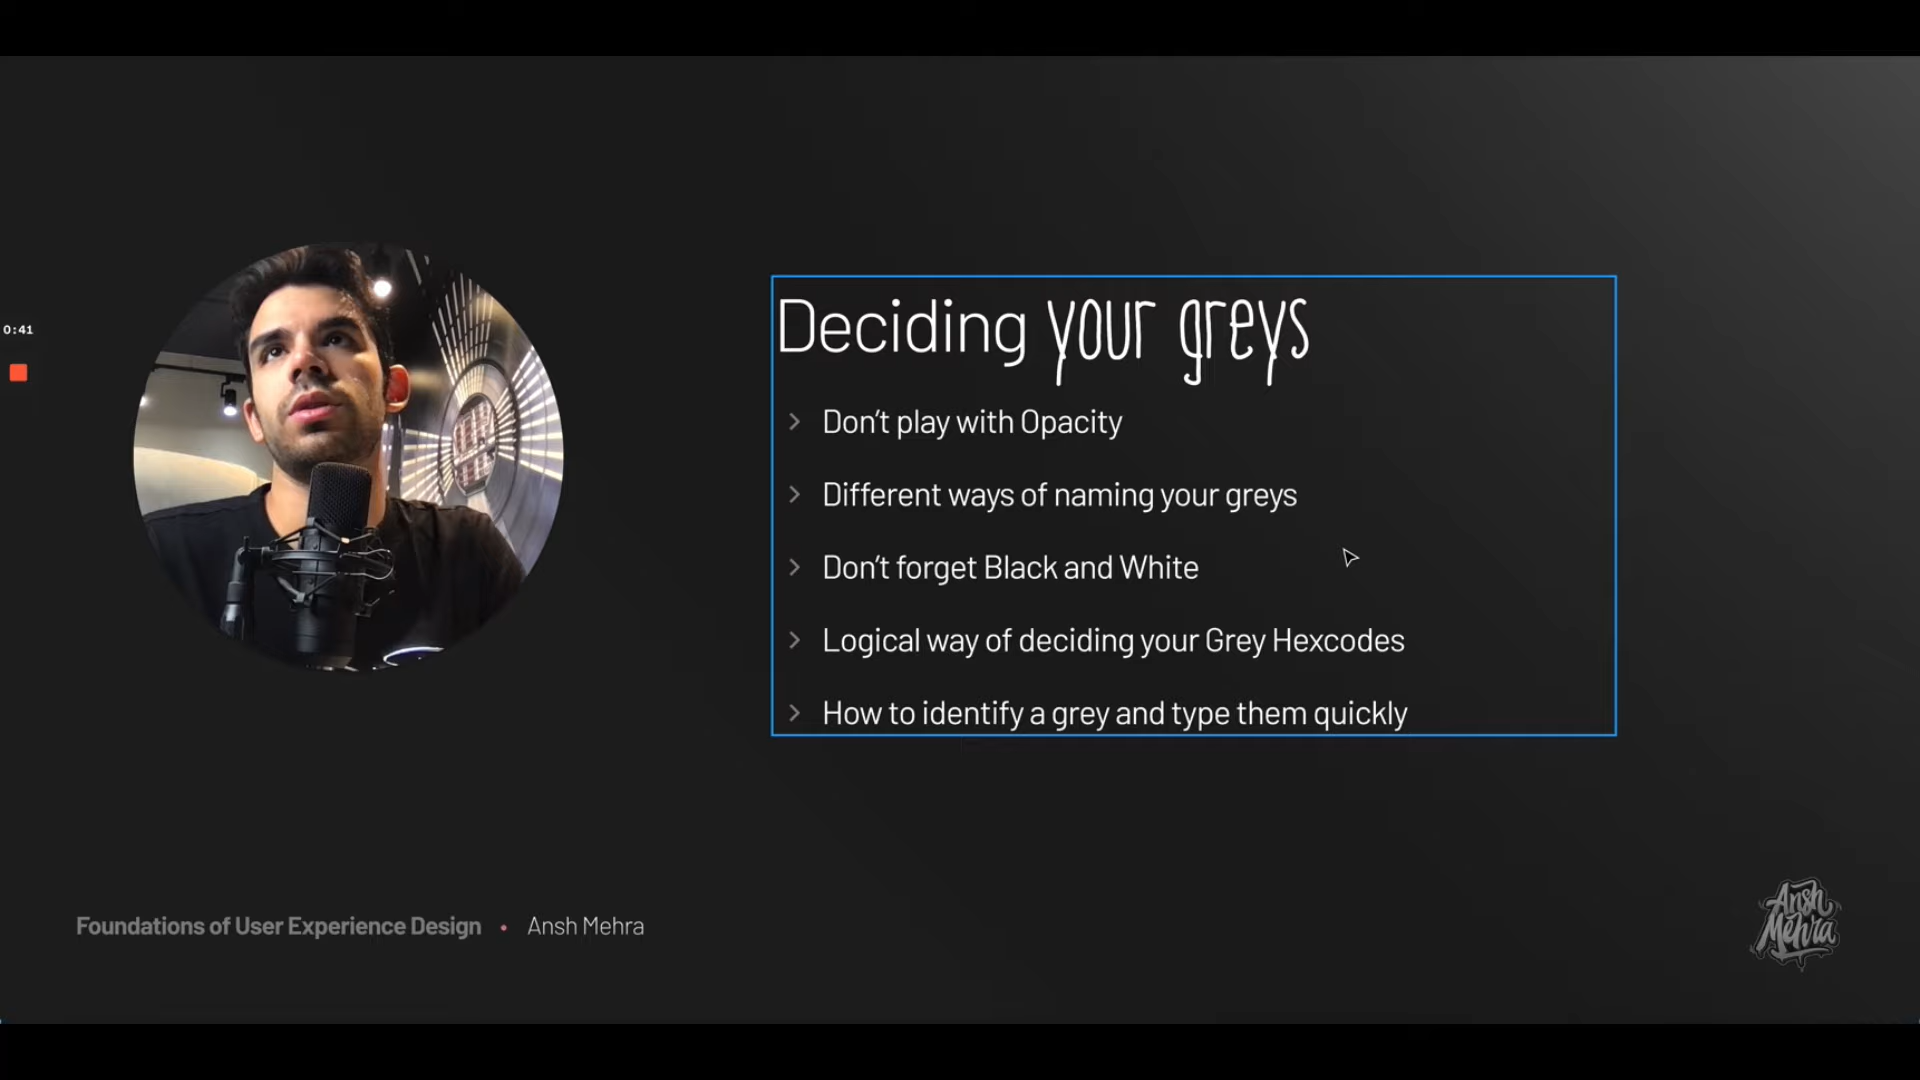 0:41
Deciding your greys
Don't play with Opacity
Different ways of naming your greys
Don't forget Black and White
Logical way of deciding your Grey Hexcodes
How to identify a grey and type them quickly
Foundations of User Experience Design • Ansh Mehra
Ansh
Mehra